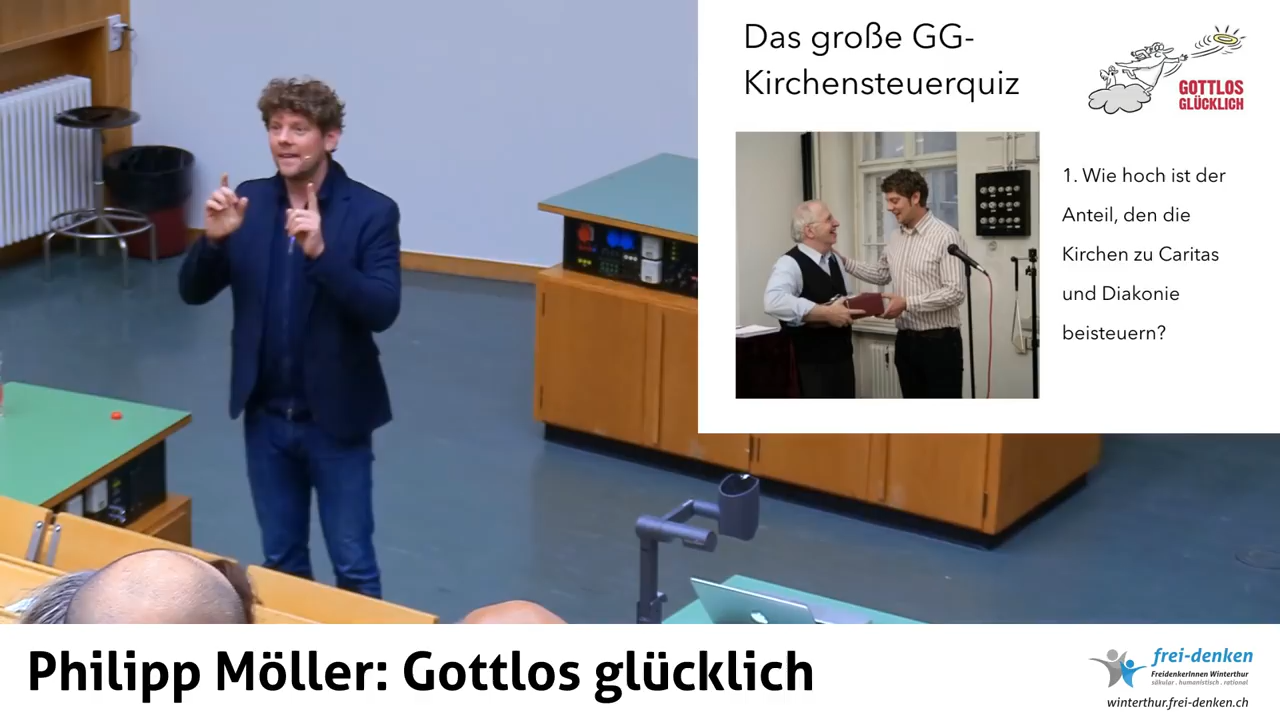 Das große GG-
Kirchensteuerquiz
GOTTLOS
GLÜCKLICH
1. Wie hoch ist der
Anteil, den die
Kirchen zu Caritas
und Diakonie
beisteuern?
Philipp Möller: Gottlos glücklich
frei-denken
FreidenkerInnen Winterthur
säkular . humanistisch . rational
winterthur.frei-denken.ch